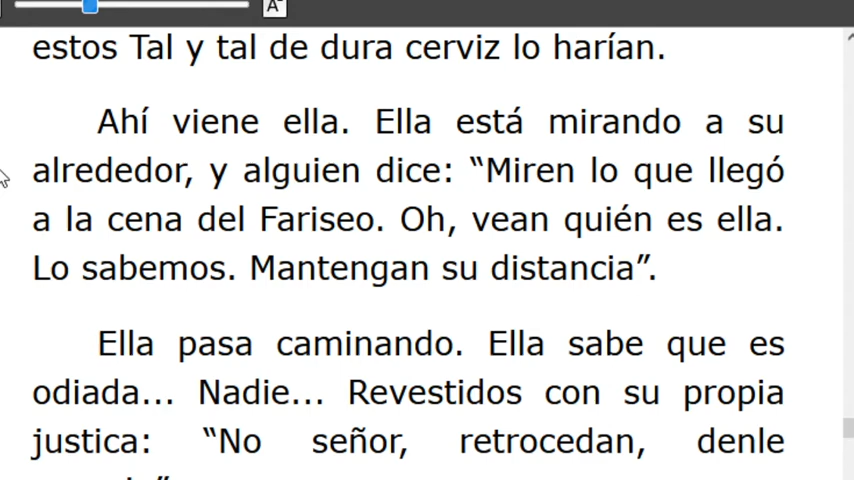 A
estos Tal y tal de dura cerviz lo harían.
Ahí viene ella. Ella está mirando a su
alrededor, y alguien dice: “Miren lo que llegó
a la cena del Fariseo. Oh, vean quién es ella.
Lo sabemos. Mantengan su distancia”.
Ella pasa caminando. Ella sabe que es
odiada... Nadie... Revestidos con su propia
justica: “No señor, retrocedan, denle